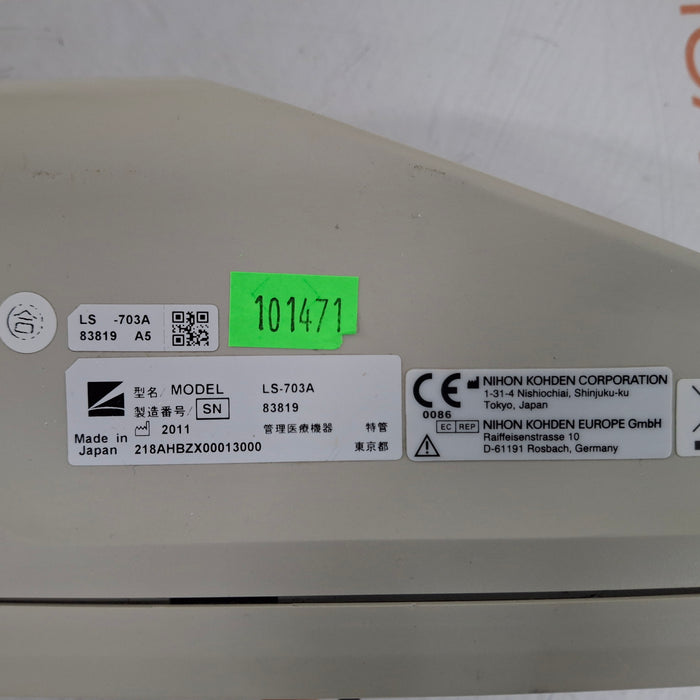 合
LS -703A
83819 A5
101471
型名/ MODEL LS-703A
製造番号/ SN 83819
2011 管理医療機器 特管
Made in Japan 218AHBZX00013000 東京都
CE
0086
NIHON KOHDEN CORPORATION
1-31-4 Nishiochiai, Shinjuku-ku
Tokyo, Japan
EC REP NIHON KOHDEN EUROPE GmbH
Raiffeisenstrasse 10
D-61191 Rosbach, Germany